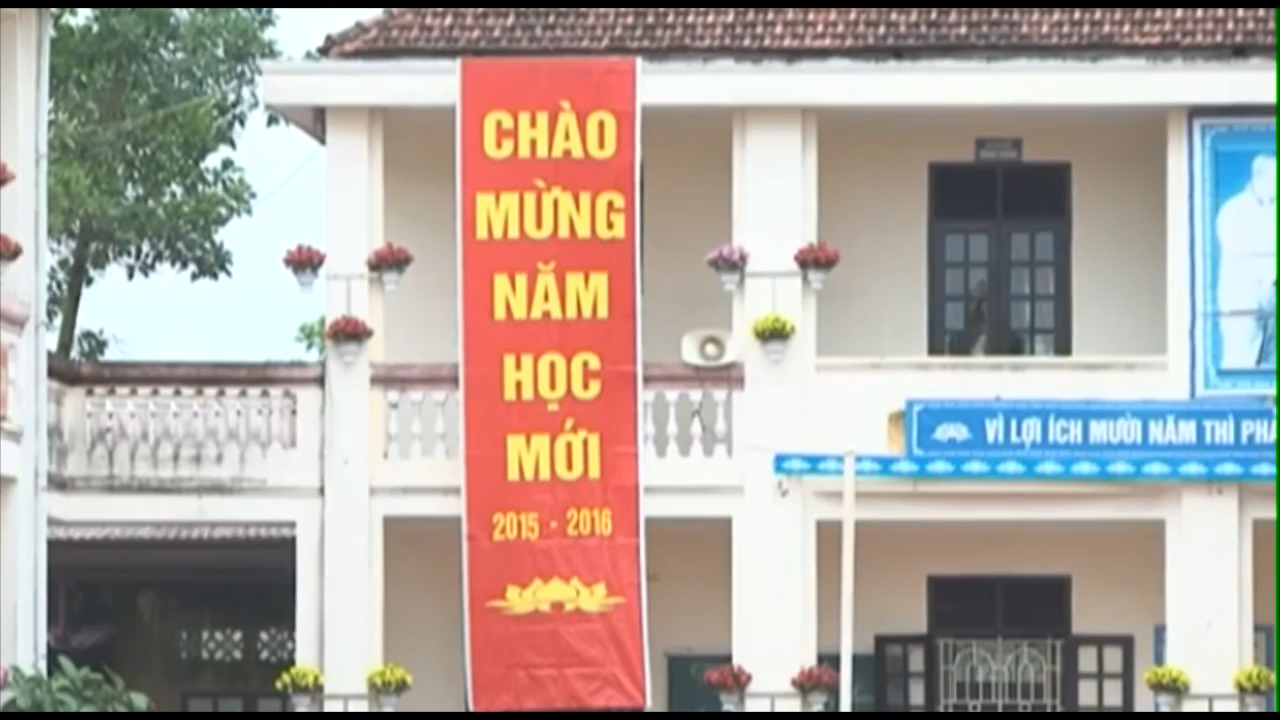 CHÀO
MỪNG
NĂM
HỌC
MỚI
2015 - 2016
VÌ LỢI ÍCH MƯỜI NĂM THÌ PHẢ